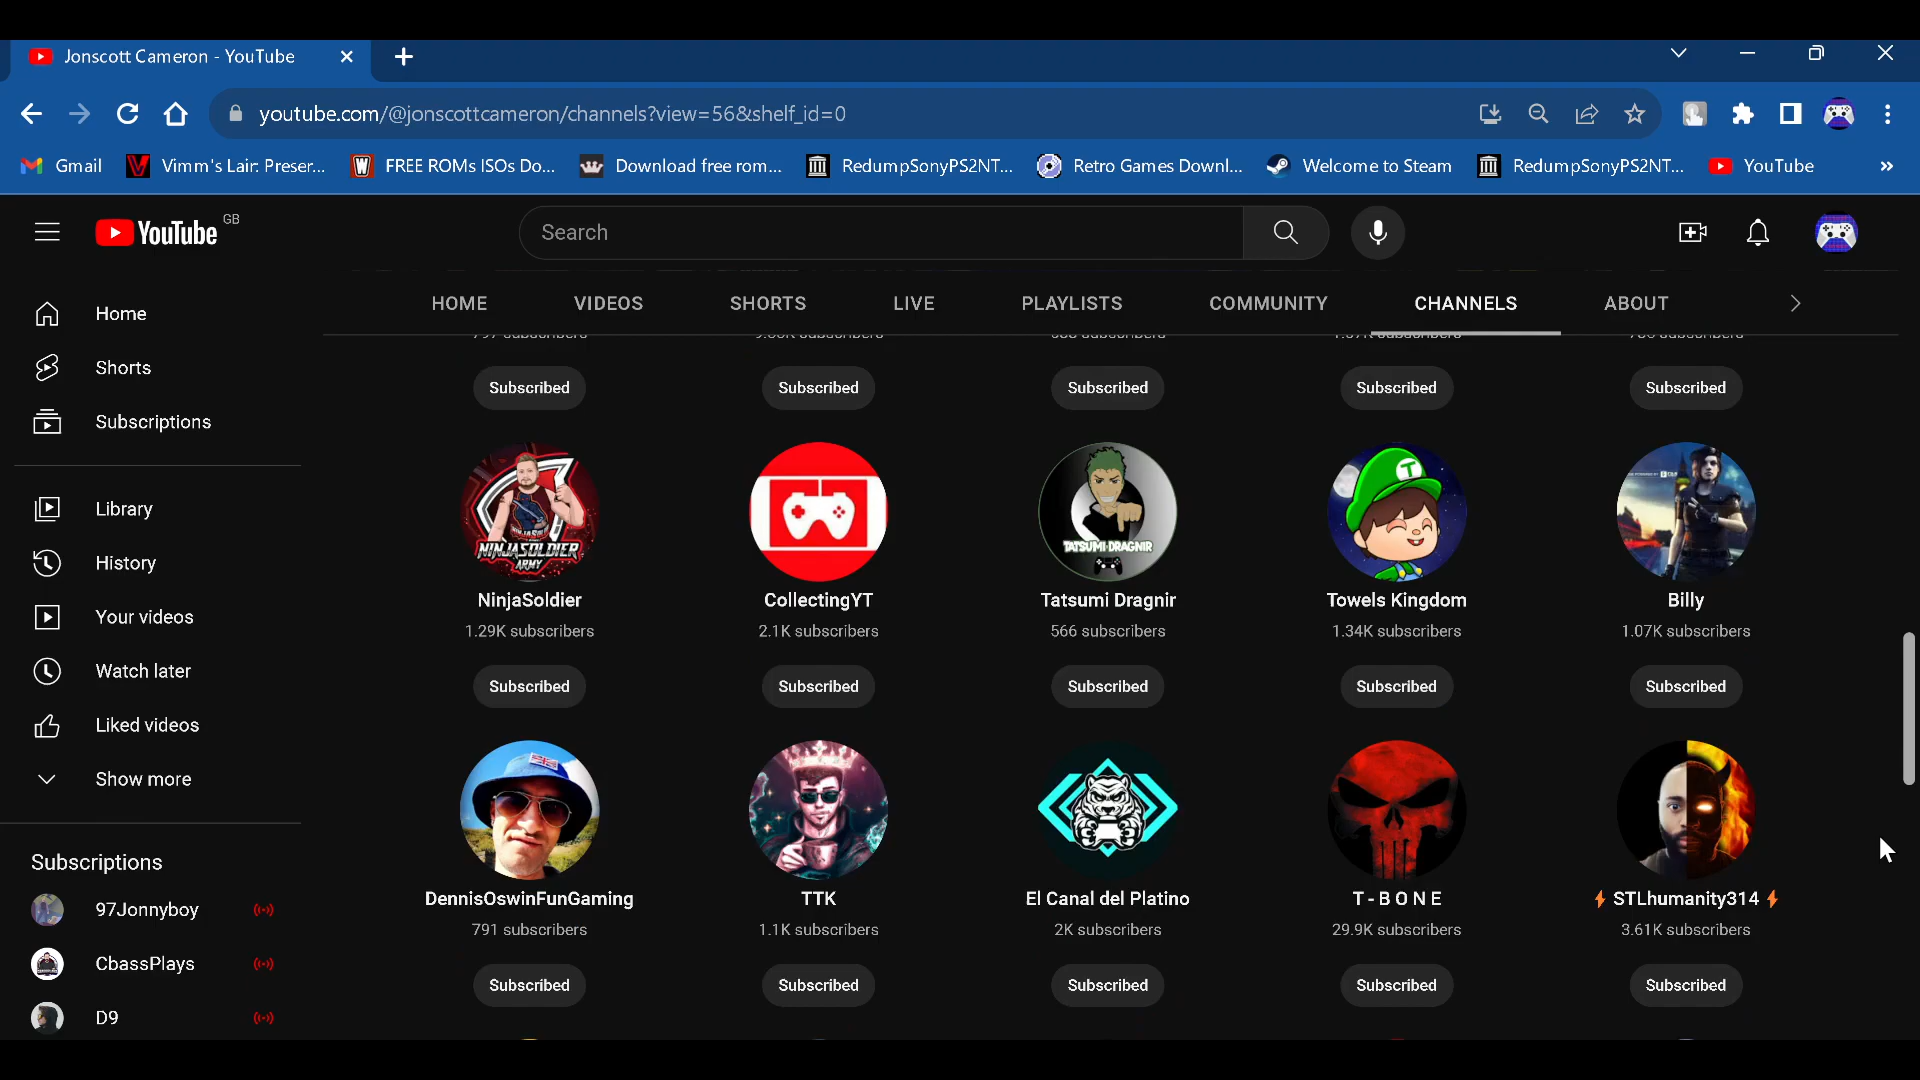 Jonscott Cameron - YouTube
youtube.com/@jonscottcameron/channels?view=56&shelf_id=0
Gmail Vimm's Lair: Preser... FREE ROMs ISOs Do... Download free rom... RedumpSonyPS2NT... Retro Games Downl... Welcome to Steam RedumpSonyPS2NT... YouTube »
YouTube GB
Search
HOME VIDEOS SHORTS LIVE PLAYLISTS COMMUNITY CHANNELS ABOUT
Home
Shorts
Subscriptions
Library
History
Your videos
Watch later
Liked videos
Show more
Subscriptions
97Jonnyboy
CbassPlays
D9
Subscribed Subscribed Subscribed Subscribed Subscribed
NINJASOLDIER
ARMY
TATSUMI-DRAGNIR
T
NinjaSoldier CollectingYT Tatsumi Dragnir Towels Kingdom Billy
1.29K subscribers 2.1K subscribers 566 subscribers 1.34K subscribers 1.07K subscribers
Subscribed Subscribed Subscribed Subscribed Subscribed
DennisOswinFunGaming TTK El Canal del Platino T - B O N E ⚡ STLhumanity314 ⚡
791 subscribers 1.1K subscribers 2K subscribers 29.9K subscribers 3.61K subscribers
Subscribed Subscribed Subscribed Subscribed Subscribed